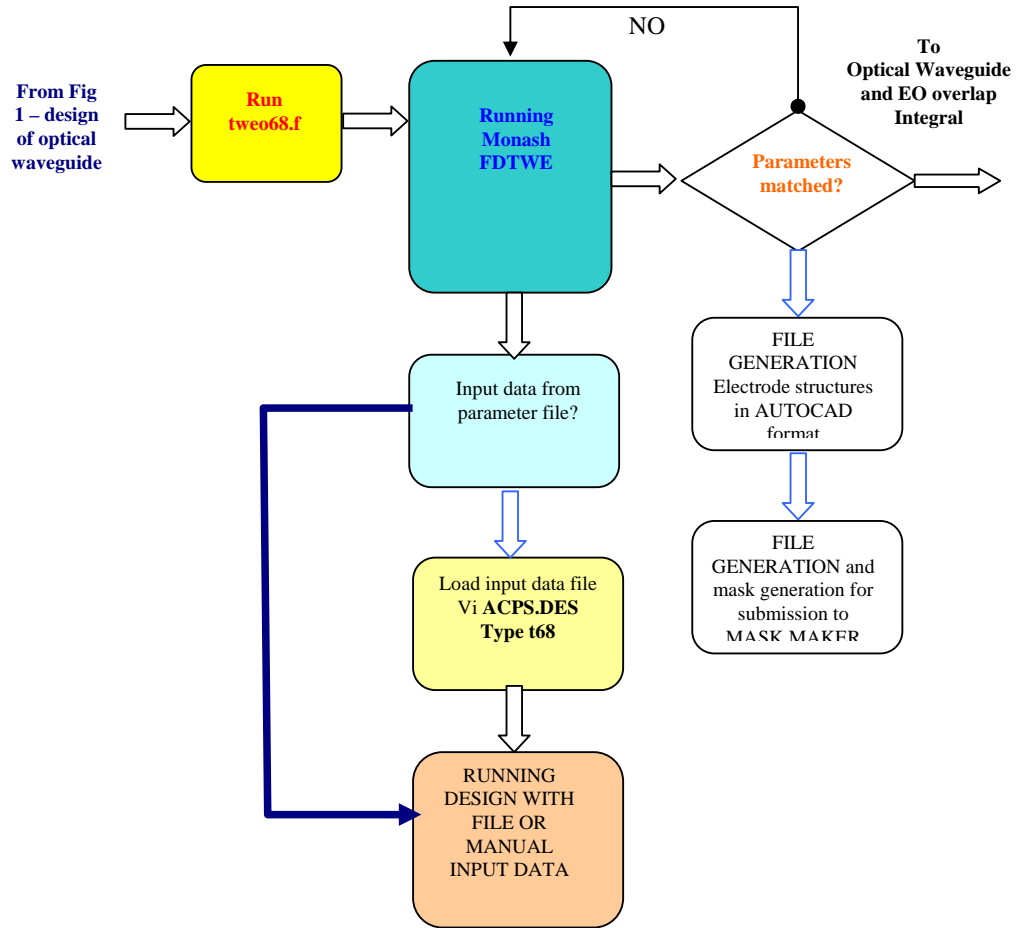 NO
To
Optical Waveguide
and EO overlap
Integral
From Fig
1 – design
of optical
waveguide
Run
tweo68.f
Running
Monash
FDTWE
Parameters
matched?
FILE
GENERATION
Electrode structures
in AUTOCAD
format
Input data from
parameter file?
FILE
GENERATION and
mask generation for
submission to
MASK MAKER
Load input data file
Vi ACPS.DES
Type t68
RUNNING
DESIGN WITH
FILE OR
MANUAL
INPUT DATA